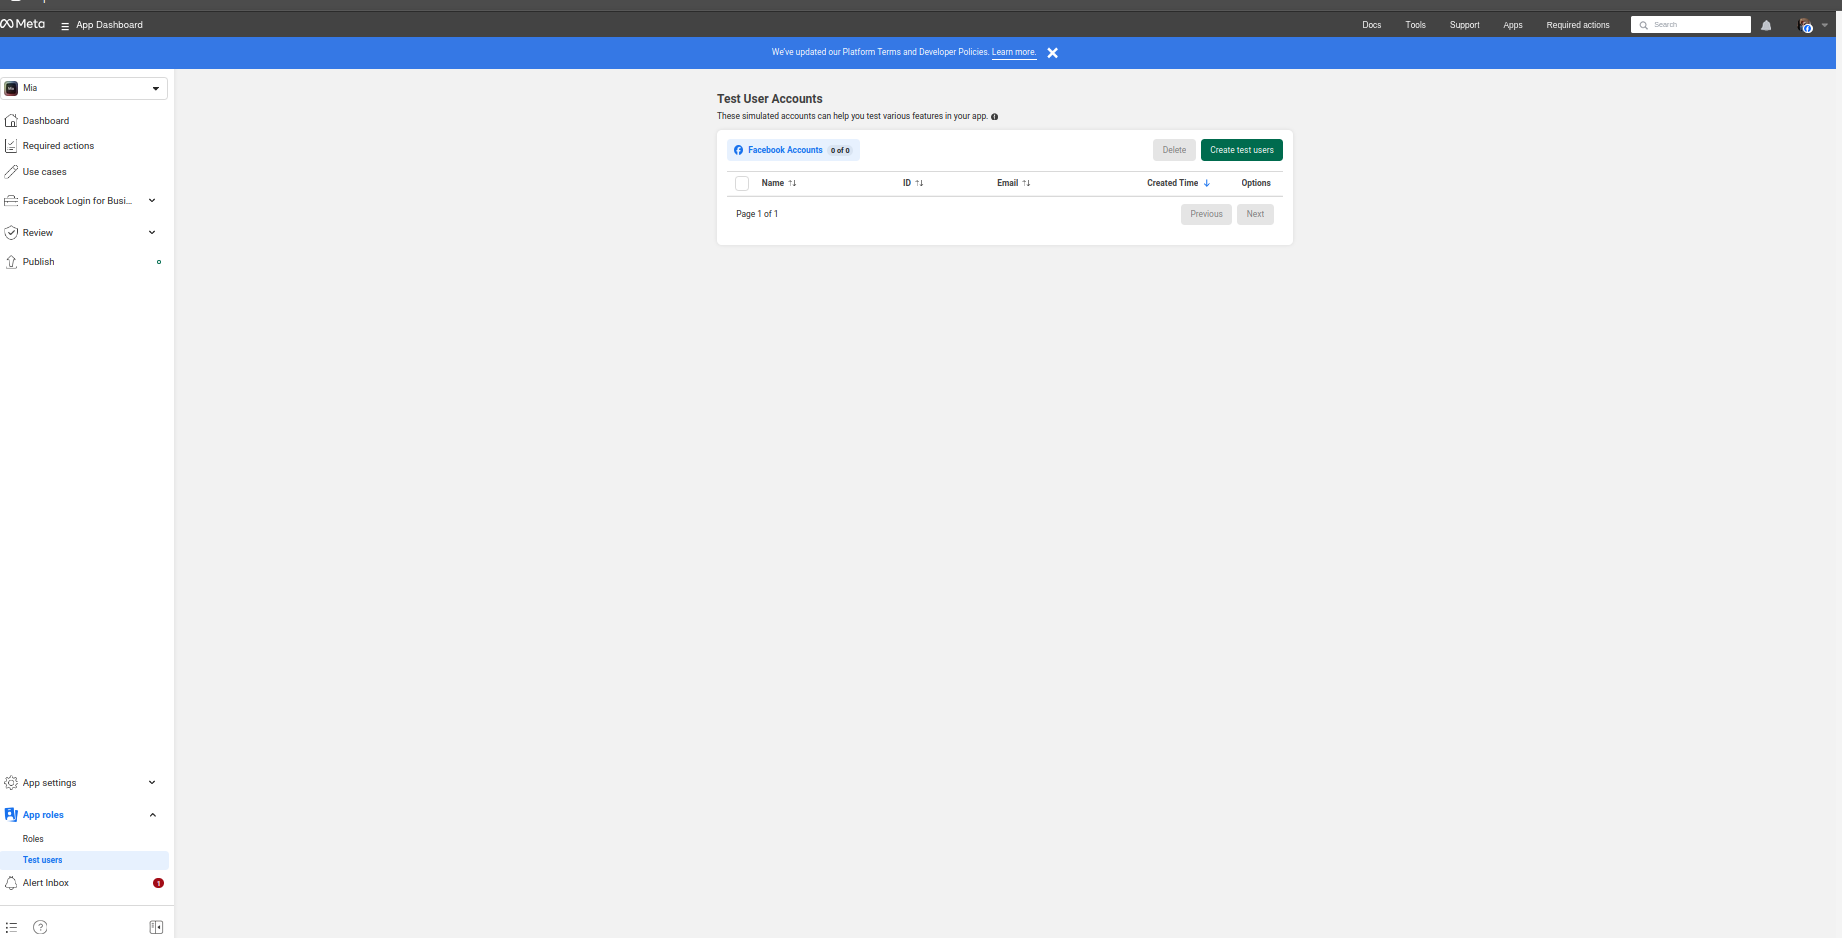 Meta
App Dashboard
Docs
Tools
Support
Apps
Required actions
Search
We've updated our Platform Terms and Developer Policies. Learn more.
Mia
Dashboard
Required actions
Use cases
Facebook Login for Busi...
Review
Publish
Test User Accounts
These simulated accounts can help you test various features in your app.
Facebook Accounts 0 of 0
Delete
Create test users
Name
ID
Email
Created Time
Options
Page 1 of 1
Previous
Next
App settings
App roles
Roles
Test users
Alert Inbox
1